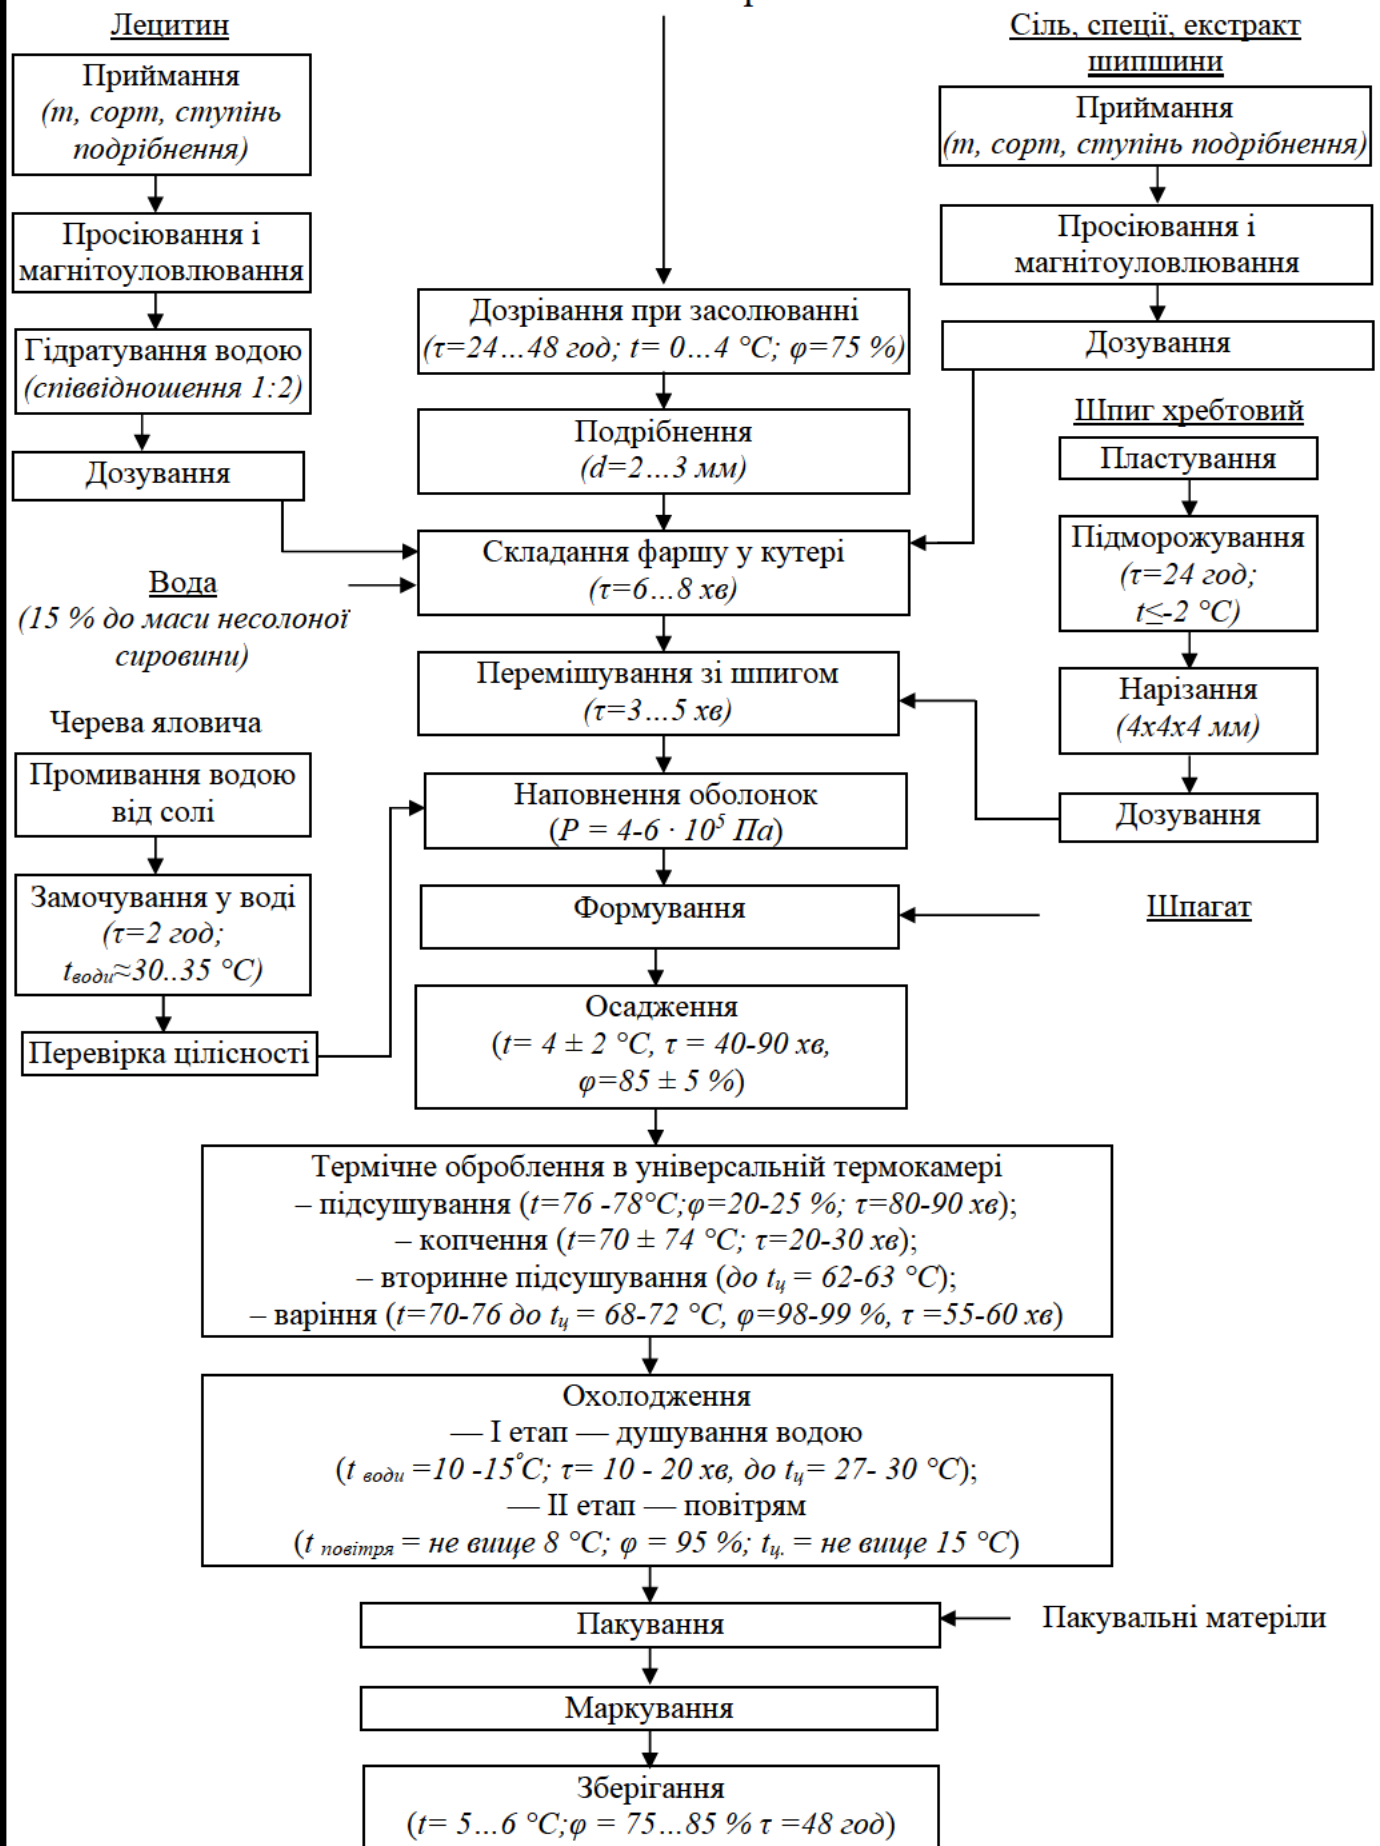 Лецитин
Приймання
(т, сорт, ступінь
подрібнення)
Просіювання і
магнітоуловлювання
Гідратування водою
(співвідношення 1:2)
Дозування
Сіль, спеції, екстракт
шипшини
Приймання
(т, сорт, ступінь подрібнення)
Просіювання і
магнітоуловлювання
Дозування
Дозрівання при засолюванні
(τ=24…48 год; t= 0…4 °С; φ=75 %)
Подрібнення
(d=2…3 мм)
Складання фаршу у кутері
(τ=6…8 хв)
Вода
(15 % до маси несолоної
сировини)
Шпиг хребтовий
Пластування
Підморожування
(τ=24 год;
t≤-2 °С)
Нарізання
(4х4х4 мм)
Дозування
Перемішування зі шпигом
(τ=3…5 хв)
Черева яловича
Промивання водою
від солі
Замочування у воді
(τ=2 год;
tводи≈30..35 °С)
Перевірка цілісності
Наповнення оболонок
(Р = 4-6 · 10⁵ Па)
Формування
Шпагат
Осадження
(t= 4 ± 2 °С, τ = 40-90 хв,
φ=85 ± 5 %)
Термічне оброблення в універсальній термокамері
– підсушування (t=76 -78°С;φ=20-25 %; τ=80-90 хв);
– копчення (t=70 ± 74 °С; τ=20-30 хв);
– вторинне підсушування (до tц = 62-63 °С);
– варіння (t=70-76 до tц = 68-72 °С, φ=98-99 %, τ =55-60 хв)
Охолодження
— І етап — душування водою
(t води =10 -15°С; τ= 10 - 20 хв, до tц= 27- 30 °С);
— ІІ етап — повітрям
(t повітря = не вище 8 °С; φ = 95 %; tц. = не вище 15 °С)
Пакування
Пакувальні матеріли
Маркування
Зберігання
(t= 5…6 °С;φ = 75…85 % τ =48 год)